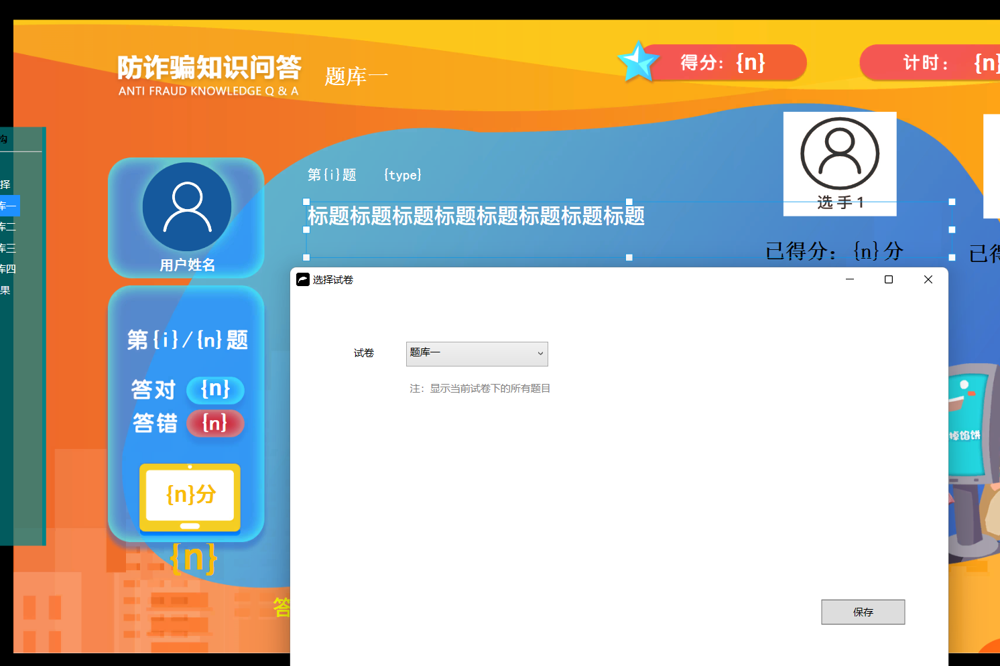 防诈骗知识问答
ANTI FRAUD KNOWLEDGE Q & A
题库一
得分：{n}
计时：
{n}
构
择
库一
库二
库三
库四
果
用户姓名
第{i}题 {type}
标题标题标题标题标题标题标题标题
选手1
已得分：{n}分
已得
第{i}/{n}题
答对 {n}
答错 {n}
{n}分
{n}
答
选择试卷
试卷 题库一
注：显示当前试卷下的所有题目
保存
掉馅饼